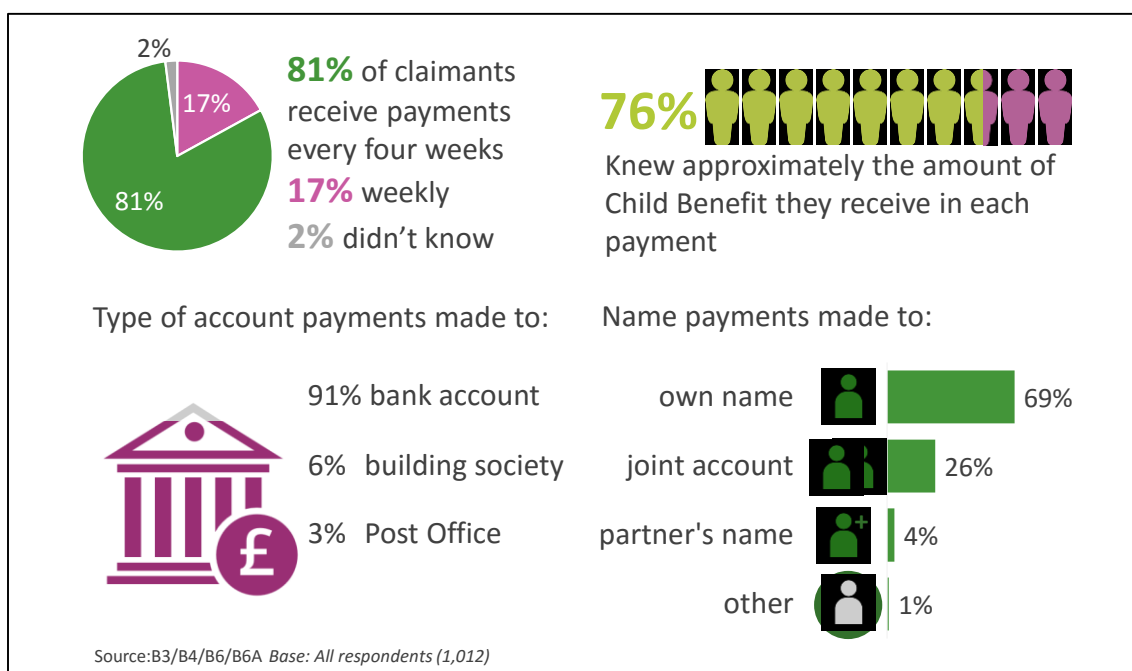 2%
17%
81%
81% of claimants
receive payments
every four weeks
17% weekly
2% didn't know
76%
Knew approximately the amount of
Child Benefit they receive in each
payment
Type of account payments made to:
91% bank account
6% building society
3% Post Office
£
Name payments made to:
own name 69%
joint account 26%
partner's name 4%
other 1%
Source:B3/B4/B6/B6A Base: All respondents (1,012)